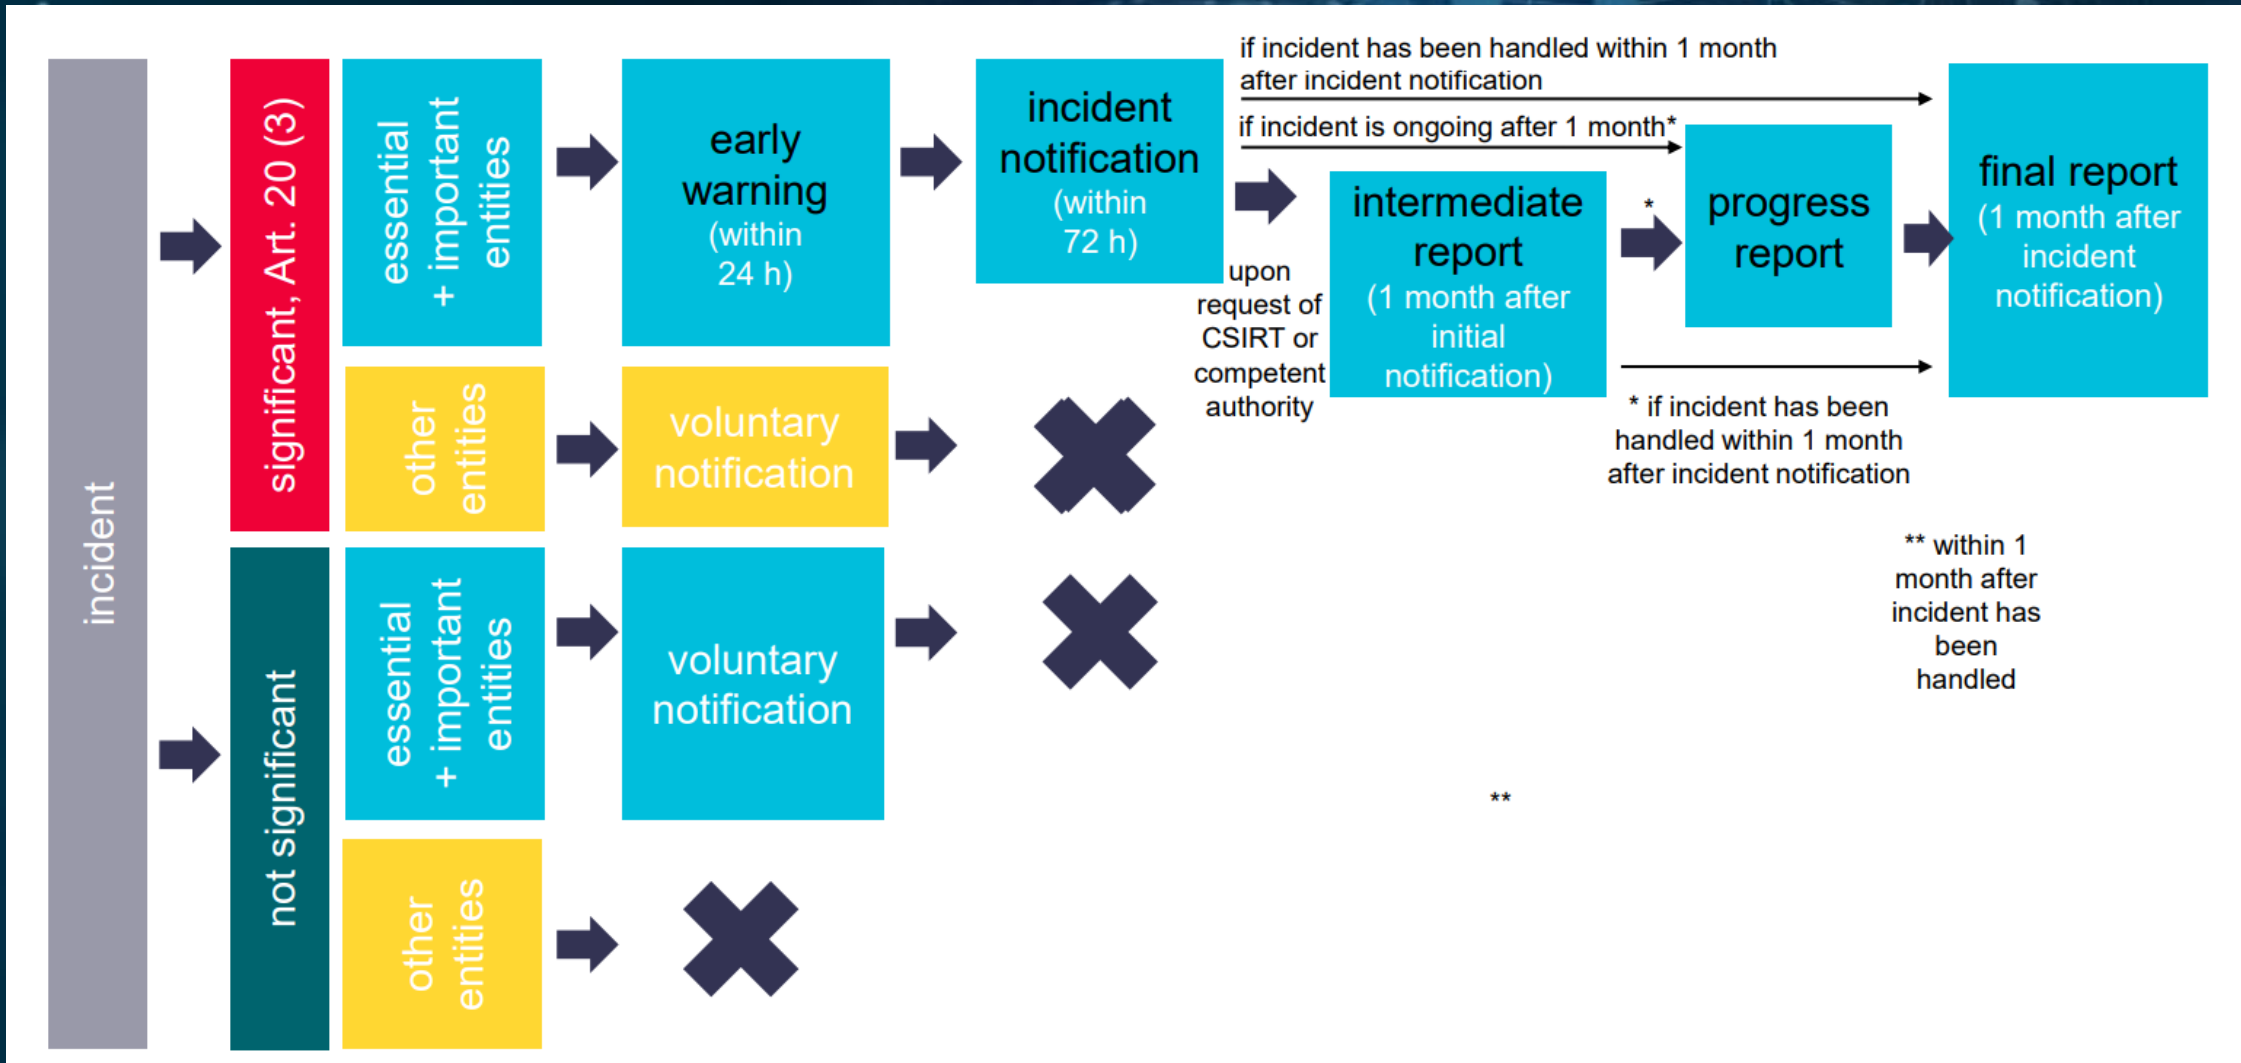 incident
significant, Art. 20 (3)
essential
+ important
entities
early
warning
(within
24 h)
incident
notification
(within
72 h)
if incident has been handled within 1 month
after incident notification
if incident is ongoing after 1 month*
upon
request of
CSIRT or
competent
authority
intermediate
report
(1 month after
initial
notification)
*
progress
report
final report
(1 month after
incident
notification)
* if incident has been
handled within 1 month
after incident notification
** within 1
month after
incident has
been
handled
other
entities
voluntary
notification
not significant
essential
+ important
entities
voluntary
notification
**
other
entities